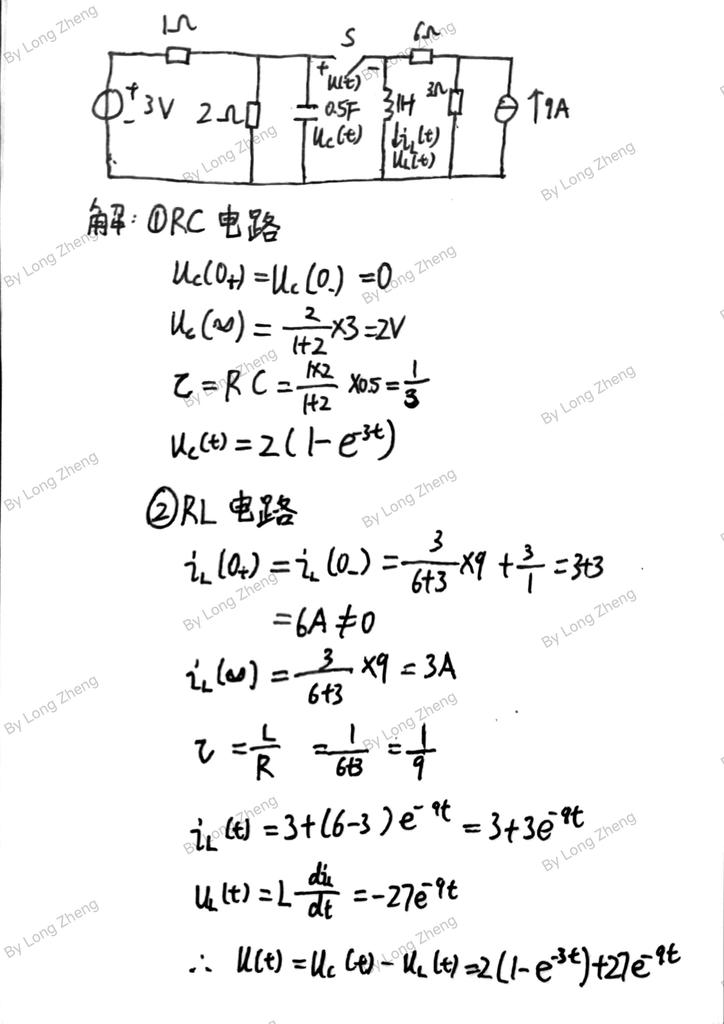 1Ω
S
6Ω
+ 3V -
2Ω
+ u(t) -
0.5F
uc(t)
1H
iL(t)
uL(t)
3Ω
↑9A
解: ①RC 电路
uc(0+)=uc(0-)=0
uc(∞)=2/(1+2)×3=2V
τ=RC=(1×2)/(1+2)×0.5=1/3
uc(t)=2(1-e^-3t)
②RL 电路
iL(0+)=iL(0-)=3/(6+3)×9+3/1=3+3
=6A≠0
iL(∞)=3/(6+3)×9=3A
τ=L/R=1/(6+3)=1/9
iL(t)=3+(6-3)e^-9t=3+3e^-9t
uL(t)=L diL/dt=-27e^-9t
∴ u(t)=uc(t)-uL(t)=2(1-e^-3t)+27e^-9t
By Long Zheng